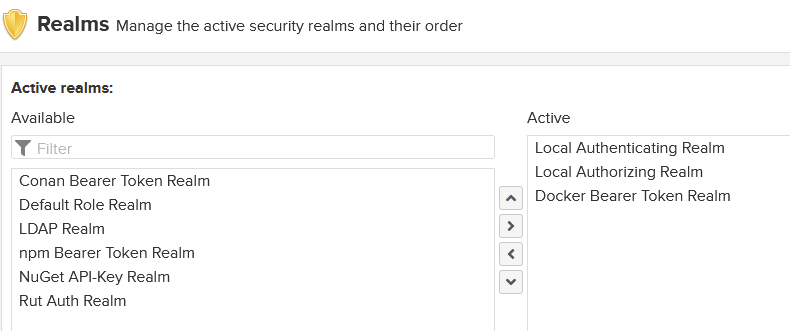 Realms Manage the active security realms and their order
Active realms:
Available
Filter
Conan Bearer Token Realm
Default Role Realm
LDAP Realm
npm Bearer Token Realm
NuGet API-Key Realm
Rut Auth Realm
Active
Local Authenticating Realm
Local Authorizing Realm
Docker Bearer Token Realm